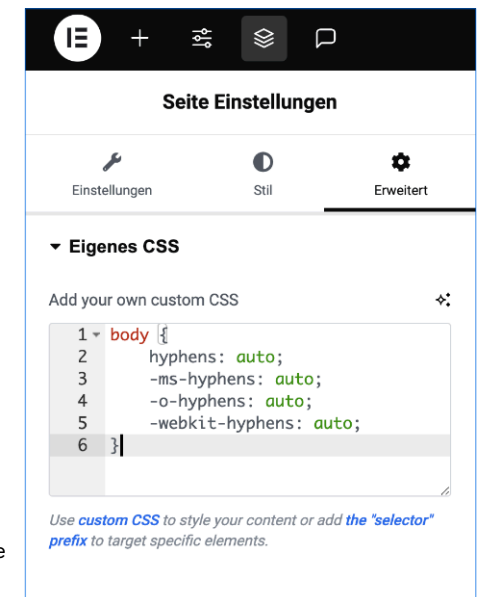 Seite Einstellungen
Einstellungen Stil Erweitert
Eigenes CSS
Add your own custom CSS
1 body {
2 hyphens: auto;
3 -ms-hyphens: auto;
4 -o-hyphens: auto;
5 -webkit-hyphens: auto;
6 }
Use custom CSS to style your content or add the "selector"
prefix to target specific elements.
e